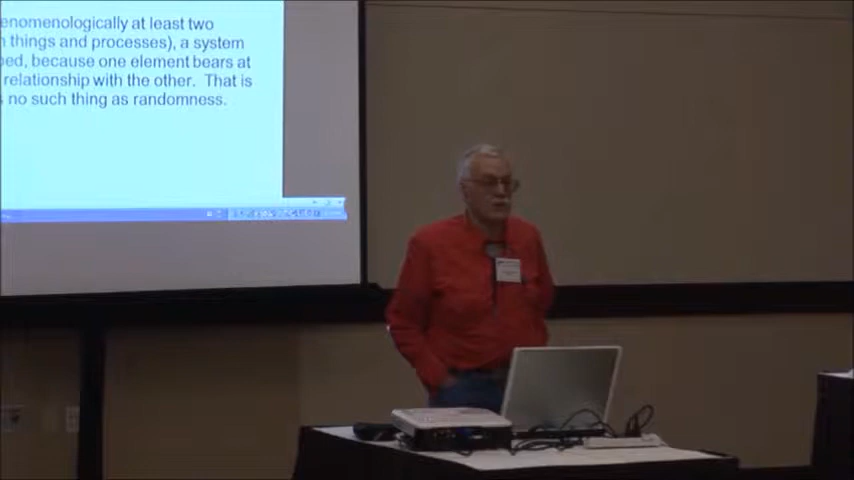 enomenologically at least two
things and processes), a system
because one element bears at
relationship with the other. That is
no such thing as randomness.